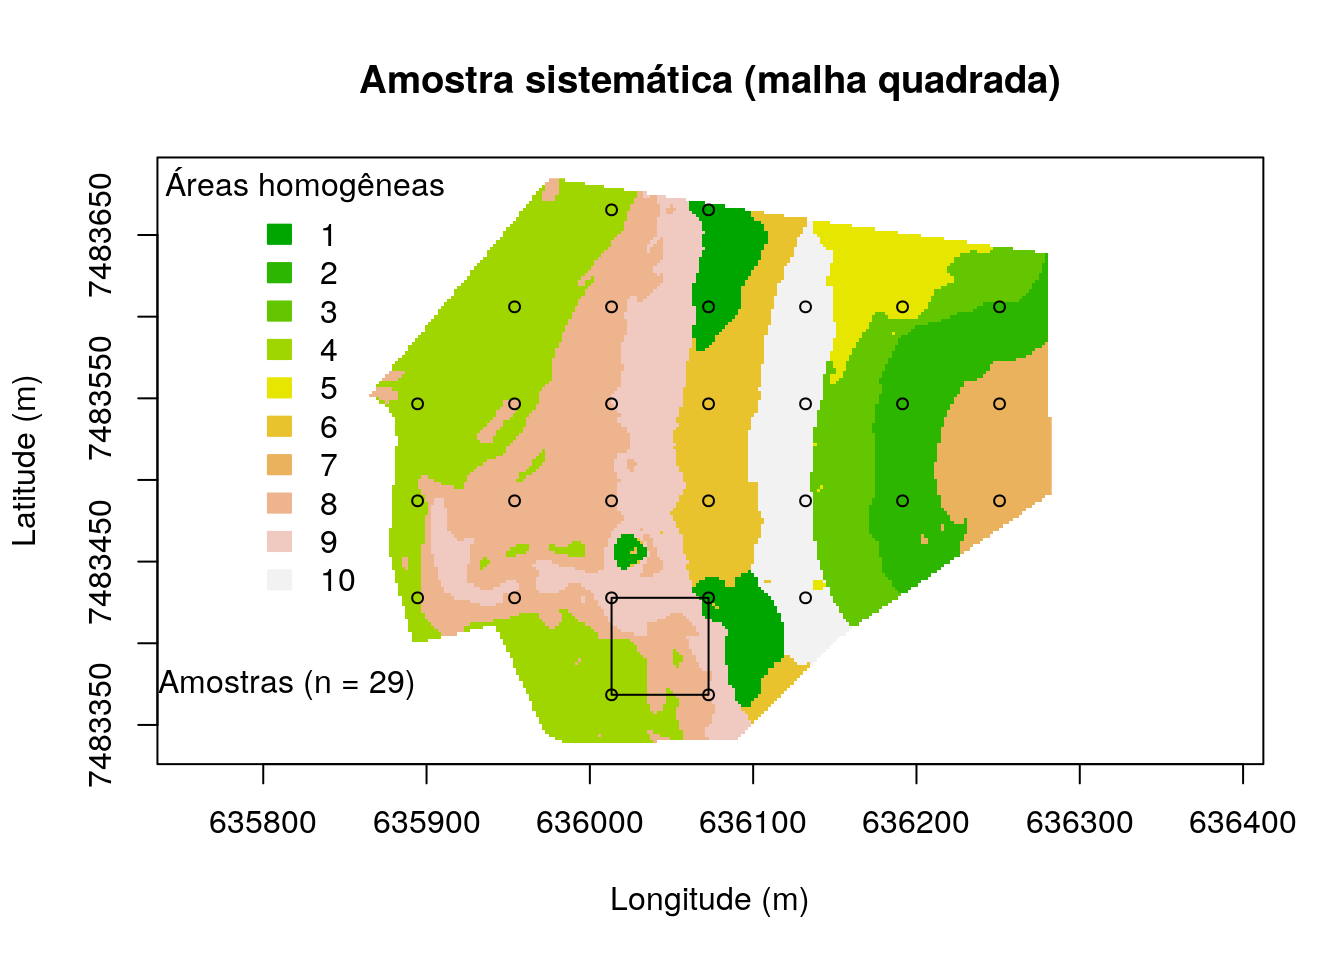 Amostra sistemática (malha quadrada)
Áreas homogêneas
1
2
3
4
5
6
7
8
9
10
Amostras (n = 29)
Latitude (m)
7483650
7483550
7483450
7483350
635800 635900 636000 636100 636200 636300 636400
Longitude (m)